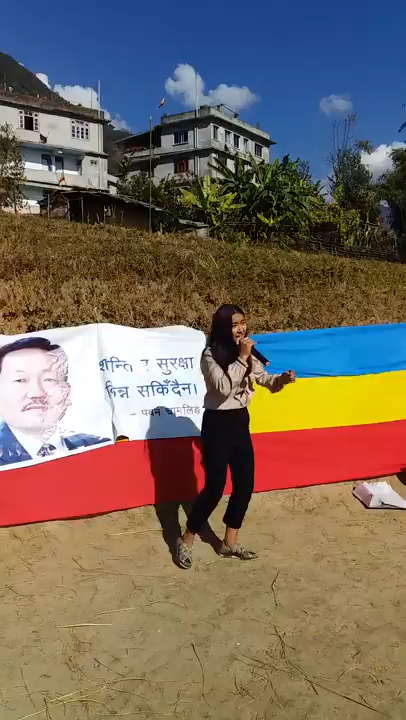 शान्ति र सुरक्षा
किन्न सकिँदैन।
- पवन चामलिङ